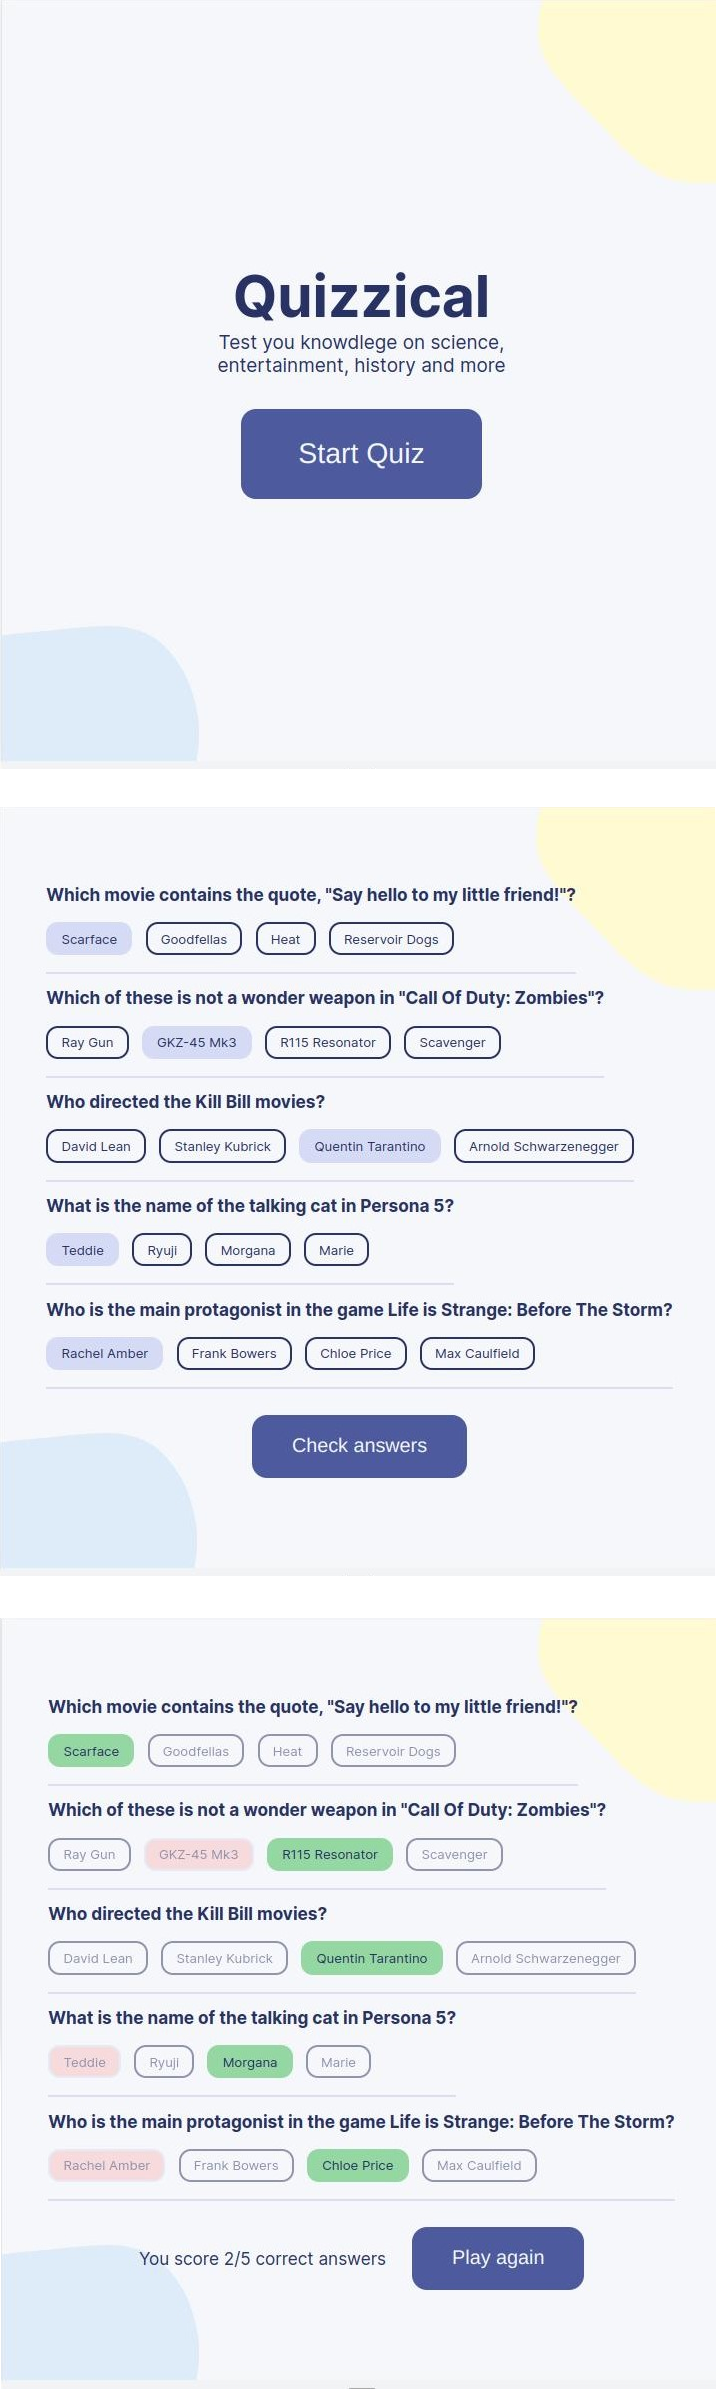 Quizzical
Test you knowdlege on science,
entertainment, history and more
Start Quiz
Which movie contains the quote, "Say hello to my little friend!"?
Scarface Goodfellas Heat Reservoir Dogs
Which of these is not a wonder weapon in "Call Of Duty: Zombies"?
Ray Gun GKZ-45 Mk3 R115 Resonator Scavenger
Who directed the Kill Bill movies?
David Lean Stanley Kubrick Quentin Tarantino Arnold Schwarzenegger
What is the name of the talking cat in Persona 5?
Teddie Ryuji Morgana Marie
Who is the main protagonist in the game Life is Strange: Before The Storm?
Rachel Amber Frank Bowers Chloe Price Max Caulfield
Check answers
Which movie contains the quote, "Say hello to my little friend!"?
Scarface Goodfellas Heat Reservoir Dogs
Which of these is not a wonder weapon in "Call Of Duty: Zombies"?
Ray Gun GKZ-45 Mk3 R115 Resonator Scavenger
Who directed the Kill Bill movies?
David Lean Stanley Kubrick Quentin Tarantino Arnold Schwarzenegger
What is the name of the talking cat in Persona 5?
Teddie Ryuji Morgana Marie
Who is the main protagonist in the game Life is Strange: Before The Storm?
Rachel Amber Frank Bowers Chloe Price Max Caulfield
You score 2/5 correct answers Play again